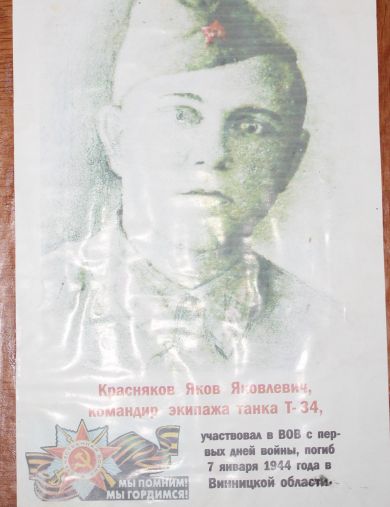 Красняков Яков Яковлевич,
командир экипажа танка Т-34,
участвовал в ВОВ с пер-
вых дней войны, погиб
7 января 1944 года в
Винницкой области.
МЫ ПОМНИМ!
МЫ ГОРДИМСЯ!